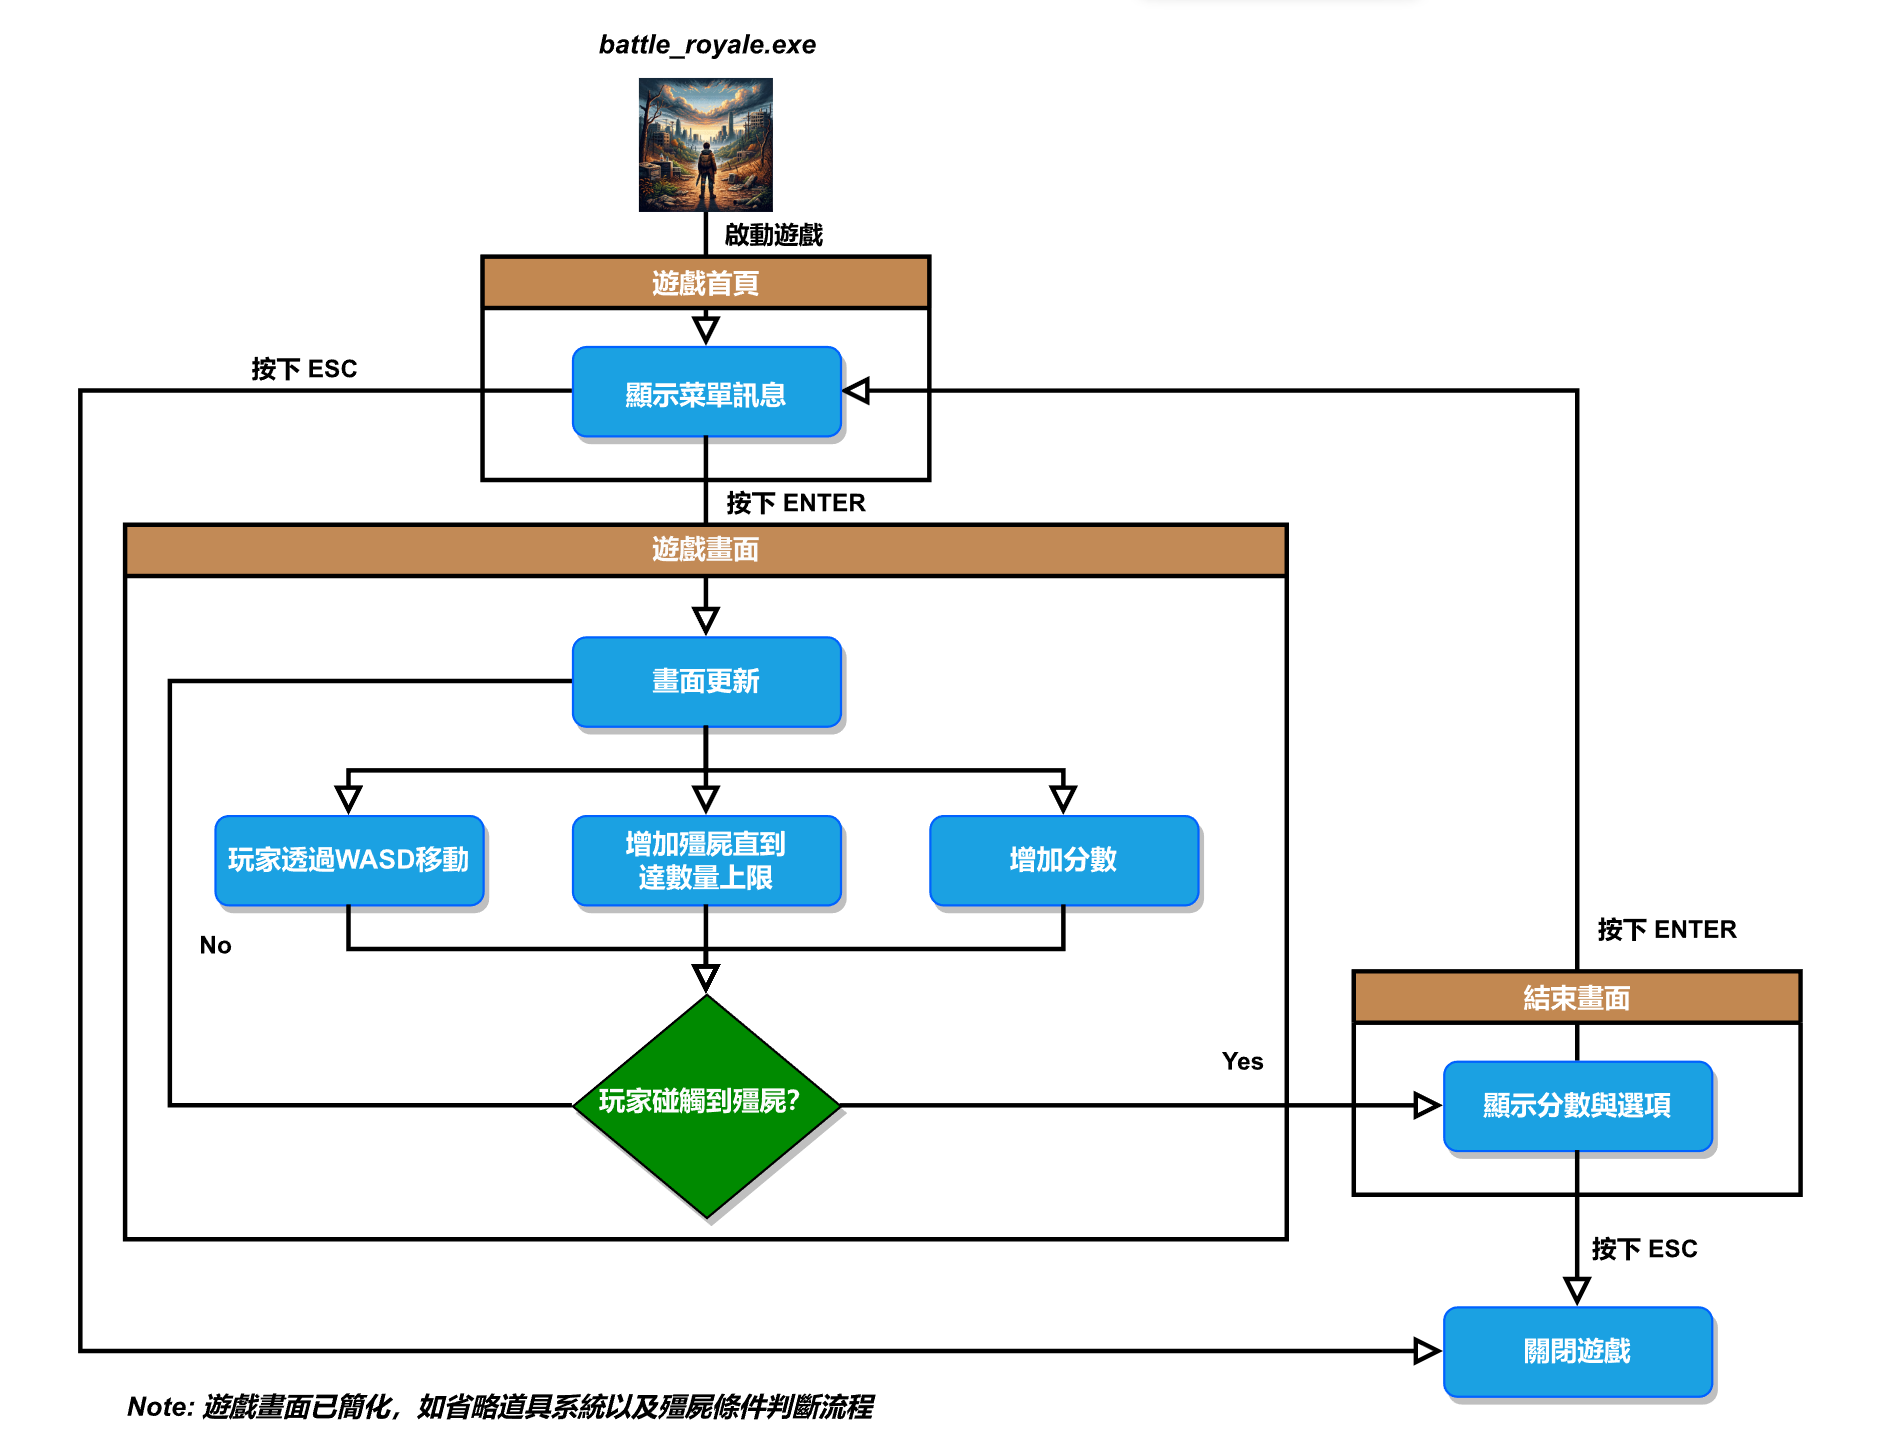 battle_royale.exe
啟動遊戲
遊戲首頁
按下 ESC
顯示菜單訊息
按下 ENTER
遊戲畫面
畫面更新
玩家透過WASD移動
增加殭屍直到
達數量上限
增加分數
No
按下 ENTER
結束畫面
Yes
玩家碰觸到殭屍?
顯示分數與選項
按下 ESC
關閉遊戲
Note: 遊戲畫面已簡化，如省略道具系統以及殭屍條件判斷流程